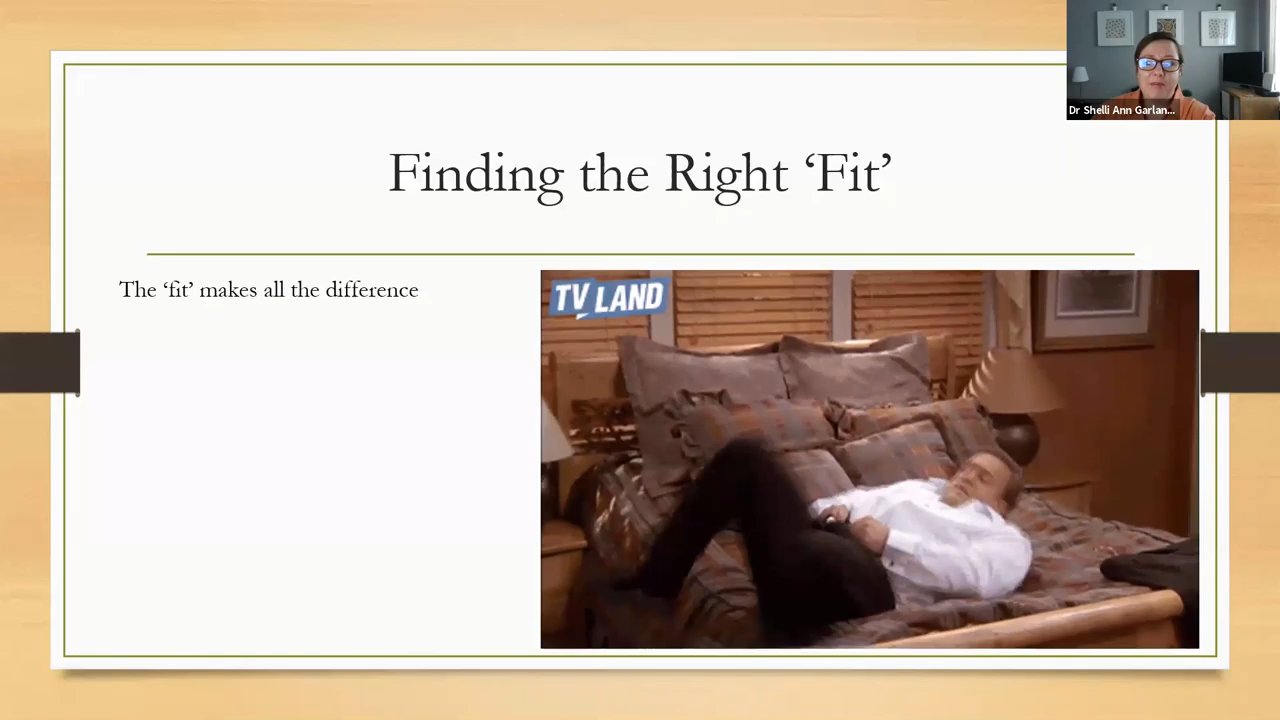 Dr Shelli Ann Garlan...
Finding the Right ‘Fit’
The ‘fit’ makes all the difference
TV LAND